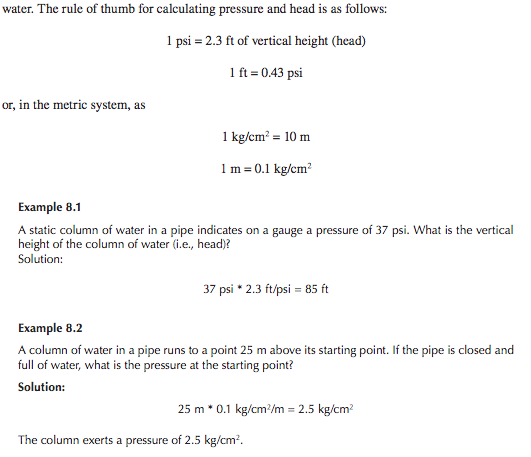 water. The rule of thumb for calculating pressure and head is as follows:
1 psi = 2.3 ft of vertical height (head)
1 ft = 0.43 psi
or, in the metric system, as
1 kg/cm² = 10 m
1 m = 0.1 kg/cm²
Example 8.1
A static column of water in a pipe indicates on a gauge a pressure of 37 psi. What is the vertical
height of the column of water (i.e., head)?
Solution:
37 psi * 2.3 ft/psi = 85 ft
Example 8.2
A column of water in a pipe runs to a point 25 m above its starting point. If the pipe is closed and
full of water, what is the pressure at the starting point?
Solution:
25 m * 0.1 kg/cm²/m = 2.5 kg/cm²
The column exerts a pressure of 2.5 kg/cm².